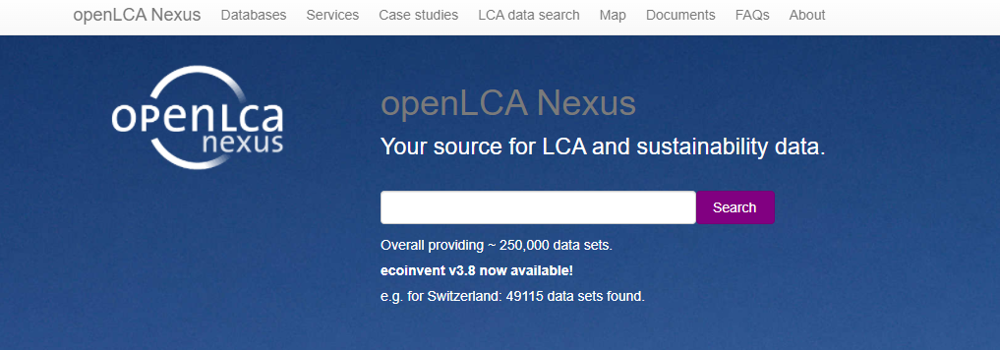 openLCA Nexus Databases Services Case studies LCA data search Map Documents FAQs About
openLca
nexus
openLCA Nexus
Your source for LCA and sustainability data.
Search
Overall providing ~ 250,000 data sets.
ecoinvent v3.8 now available!
e.g. for Switzerland: 49115 data sets found.